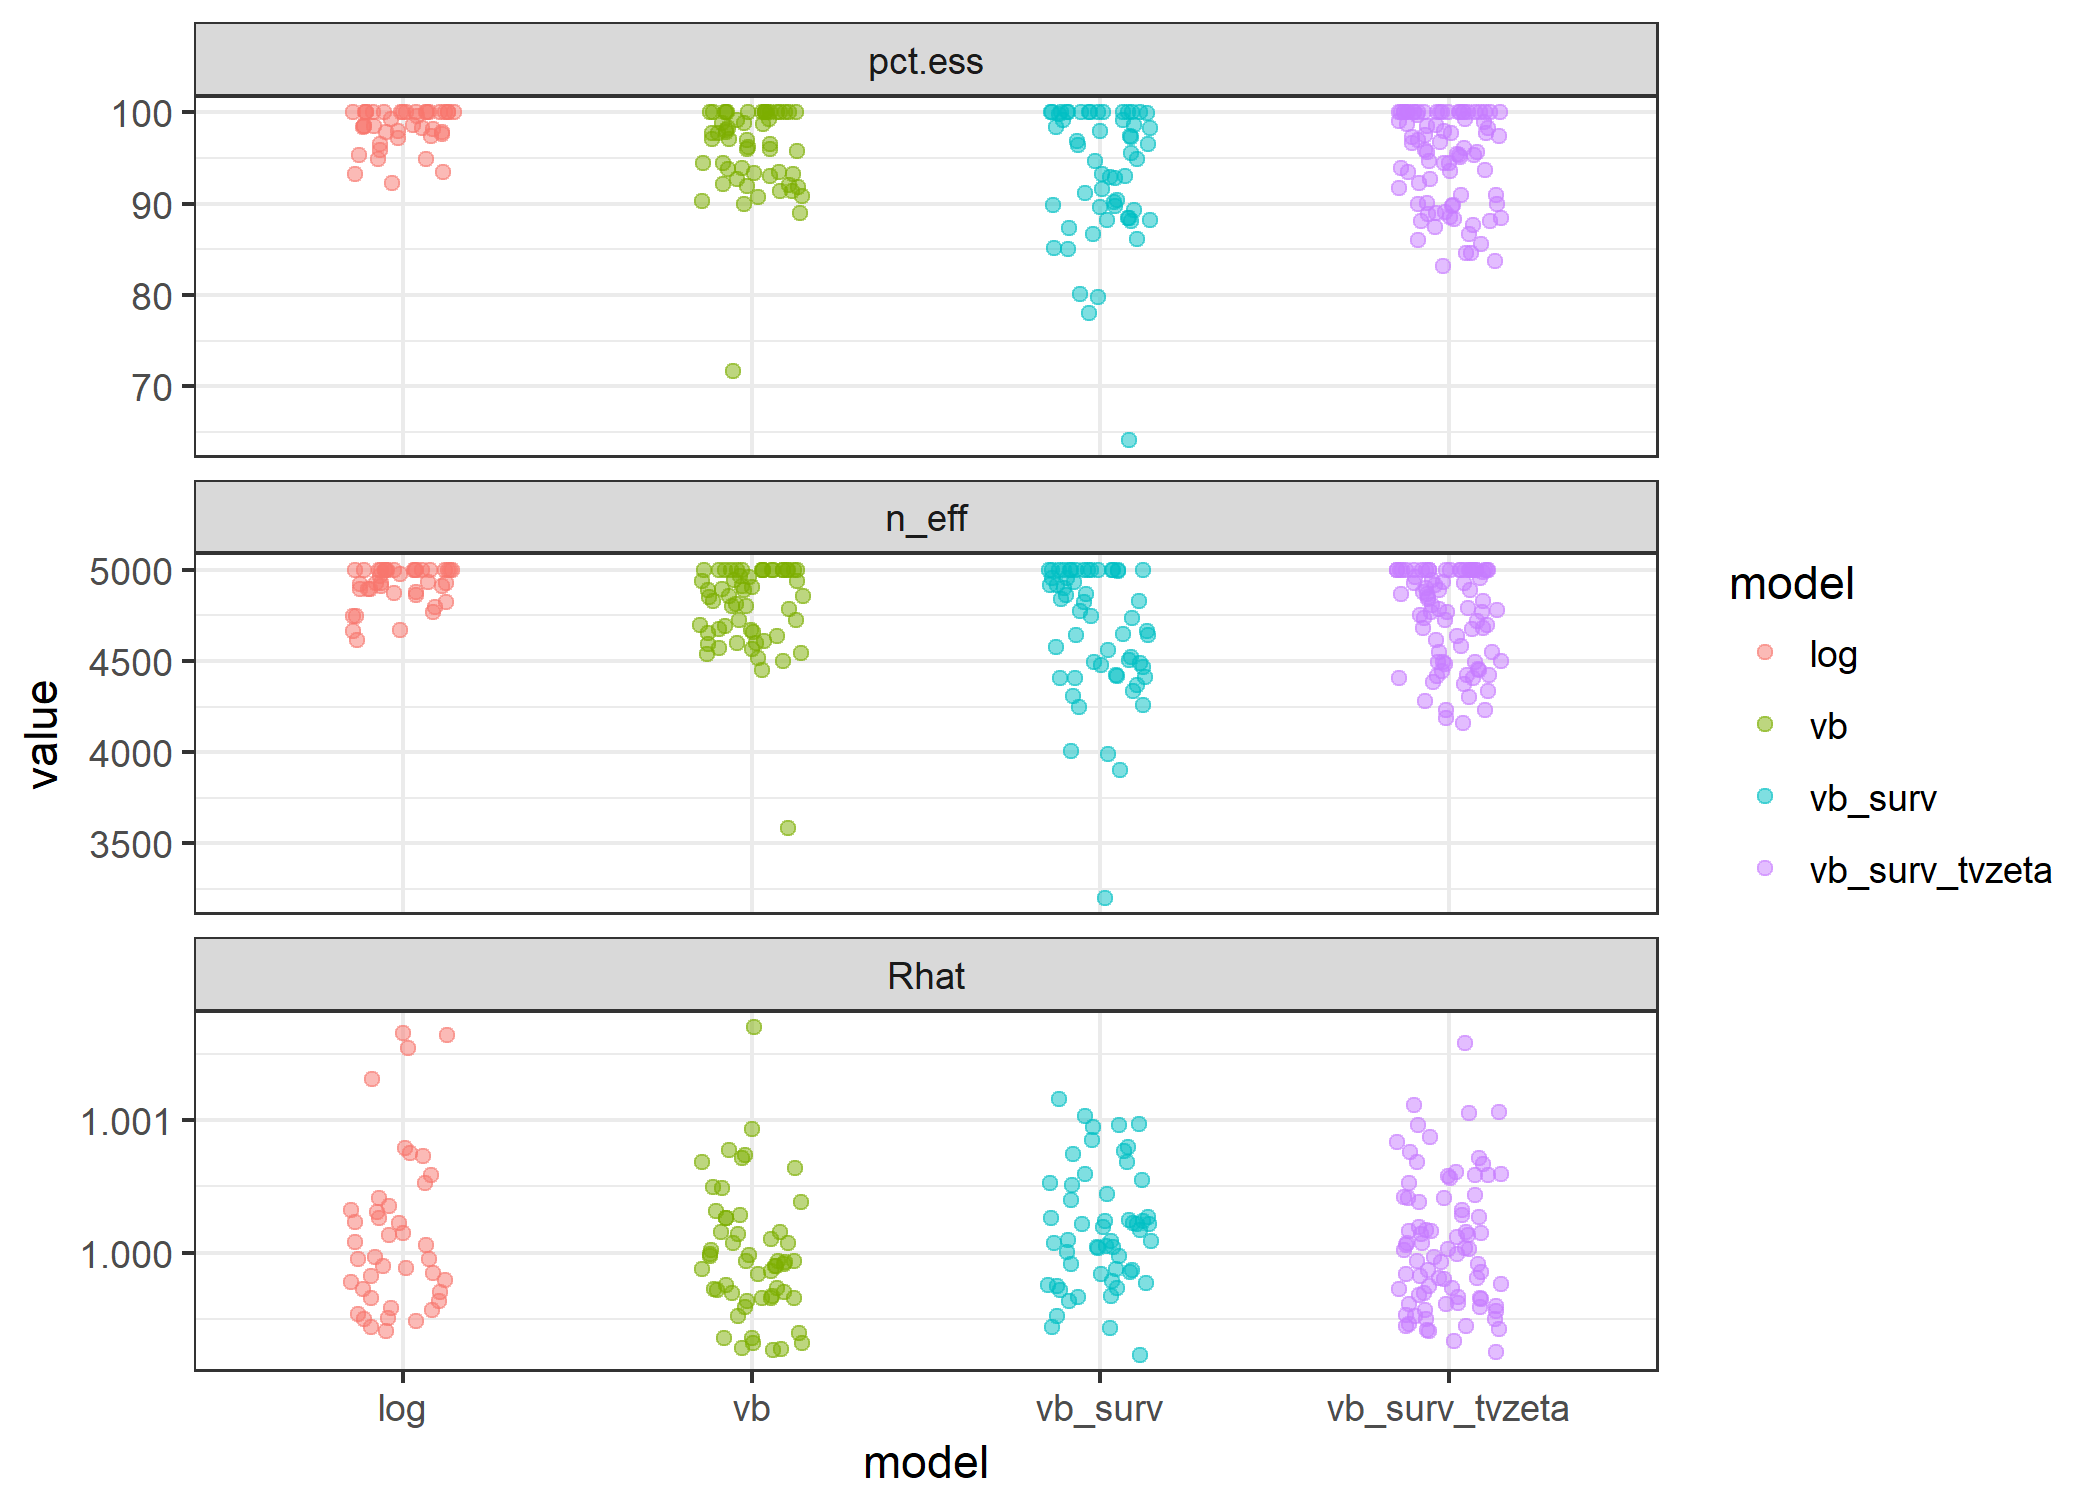 pct.ess
100
90
80
70
n_eff
5000
4500
4000
3500
Rhat
1.001
1.000
value
log
vb
vb_surv
vb_surv_tvzeta
model
model
log
vb
vb_surv
vb_surv_tvzeta